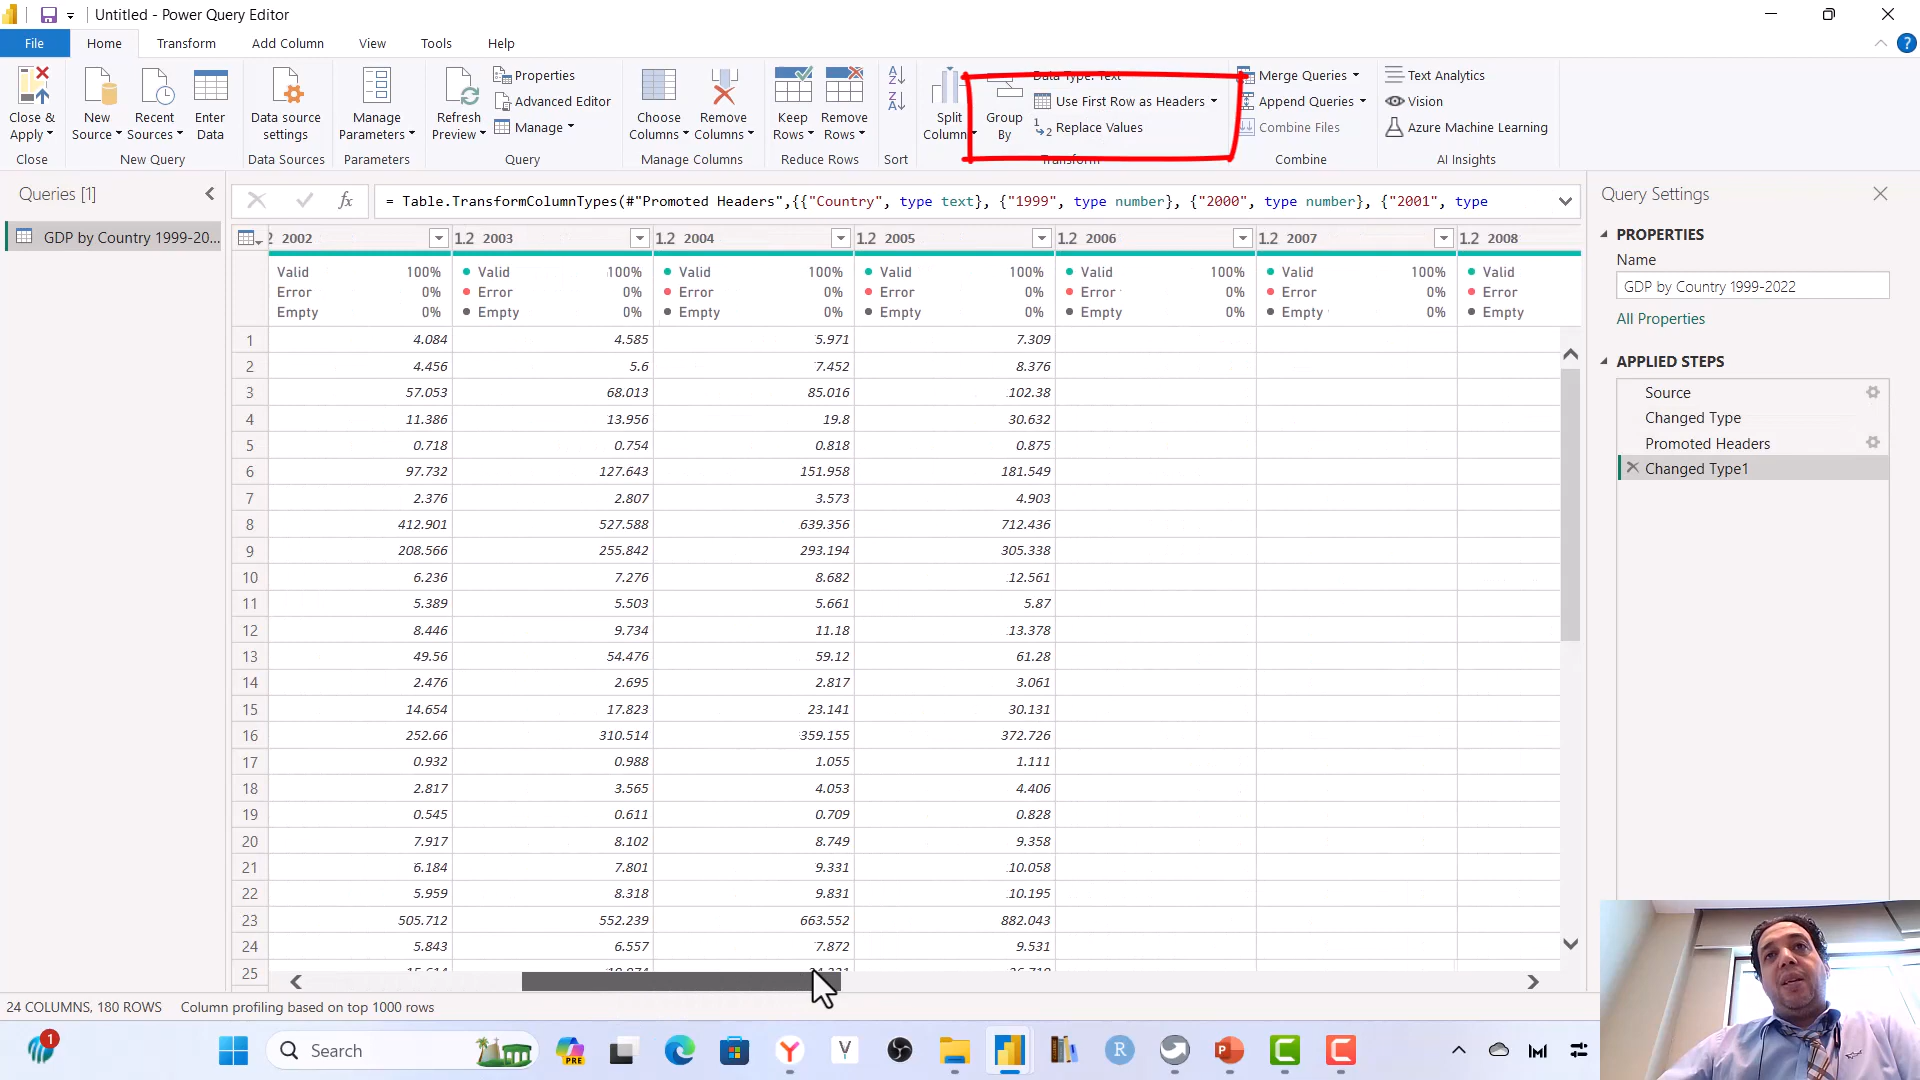 Untitled - Power Query Editor
File Home Transform Add Column View Tools Help
Close & Apply
Close
New Source
Recent Sources
Enter Data
New Query
Data source settings
Data Sources
Manage Parameters
Parameters
Refresh Preview
Properties
Advanced Editor
Manage
Query
Choose Columns
Remove Columns
Manage Columns
Keep Rows
Remove Rows
Reduce Rows
Sort
Split Column
Group By
Data Type: Text
Use First Row as Headers
Replace Values
Transform
Merge Queries
Append Queries
Combine Files
Combine
Text Analytics
Vision
Azure Machine Learning
AI Insights
Queries [1]
GDP by Country 1999-20...
= Table.TransformColumnTypes(#"Promoted Headers",{{"Country", type text}, {"1999", type number}, {"2000", type number}, {"2001", type
2 2002 1.2 2003 1.2 2004 1.2 2005 1.2 2006 1.2 2007 1.2 2008
Valid 100% Valid 100% Valid 100% Valid 100% Valid 100% Valid 100% Valid
Error 0% Error 0% Error 0% Error 0% Error 0% Error 0% Error
Empty 0% Empty 0% Empty 0% Empty 0% Empty 0% Empty 0% Empty
1 4.084 4.585 5.971 7.309
2 4.456 5.6 7.452 8.376
3 57.053 68.013 85.016 102.38
4 11.386 13.956 19.8 30.632
5 0.718 0.754 0.818 0.875
6 97.732 127.643 151.958 181.549
7 2.376 2.807 3.573 4.903
8 412.901 527.588 639.356 712.436
9 208.566 255.842 293.194 305.338
10 6.236 7.276 8.682 12.561
11 5.389 5.503 5.661 5.87
12 8.446 9.734 11.18 13.378
13 49.56 54.476 59.12 61.28
14 2.476 2.695 2.817 3.061
15 14.654 17.823 23.141 30.131
16 252.66 310.514 359.155 372.726
17 0.932 0.988 1.055 1.111
18 2.817 3.565 4.053 4.406
19 0.545 0.611 0.709 0.828
20 7.917 8.102 8.749 9.358
21 6.184 7.801 9.331 10.058
22 5.959 8.318 9.831 10.195
23 505.712 552.239 663.552 882.043
24 5.843 6.557 7.872 9.531
25
Query Settings
PROPERTIES
Name
GDP by Country 1999-2022
All Properties
APPLIED STEPS
Source
Changed Type
Promoted Headers
Changed Type1
24 COLUMNS, 180 ROWS Column profiling based on top 1000 rows
1
Search
PRE